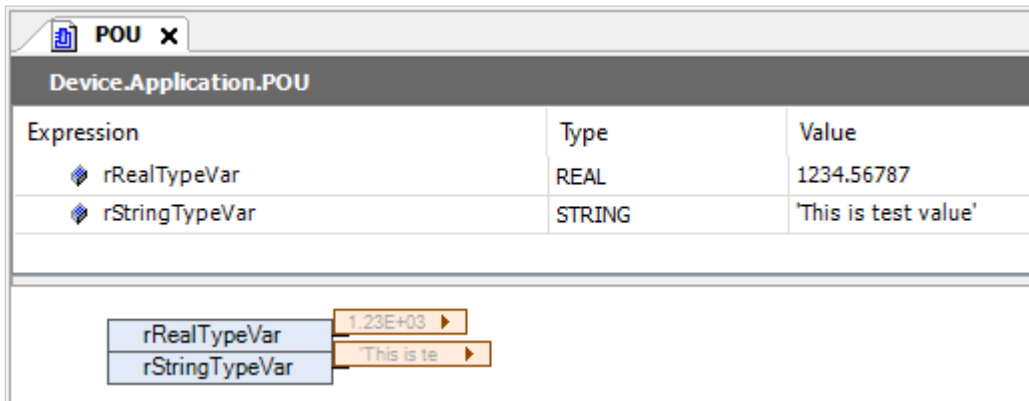 POU
Device.Application.POU
Expression Type Value
rRealTypeVar REAL 1234.56787
rStringTypeVar STRING 'This is test value'
rRealTypeVar 1.23E+03
rStringTypeVar 'This is te